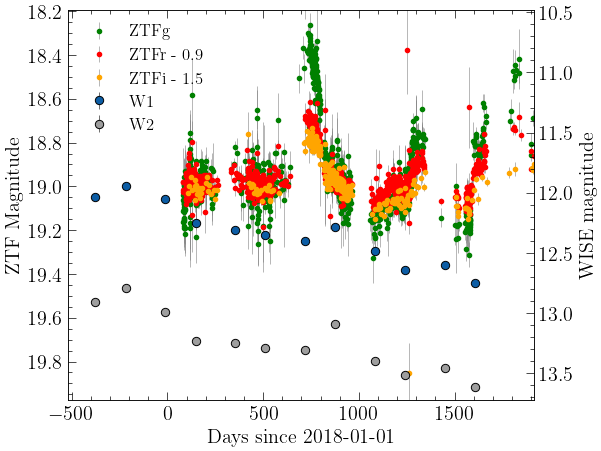 18.2
18.4
18.6
18.8
19.0
19.2
19.4
19.6
19.8
ZTF Magnitude
ZTFg
ZTFr - 0.9
ZTFi - 1.5
W1
W2
10.5
11.0
11.5
12.0
12.5
13.0
13.5
WISE magnitude
−500 0 500 1000 1500
Days since 2018-01-01